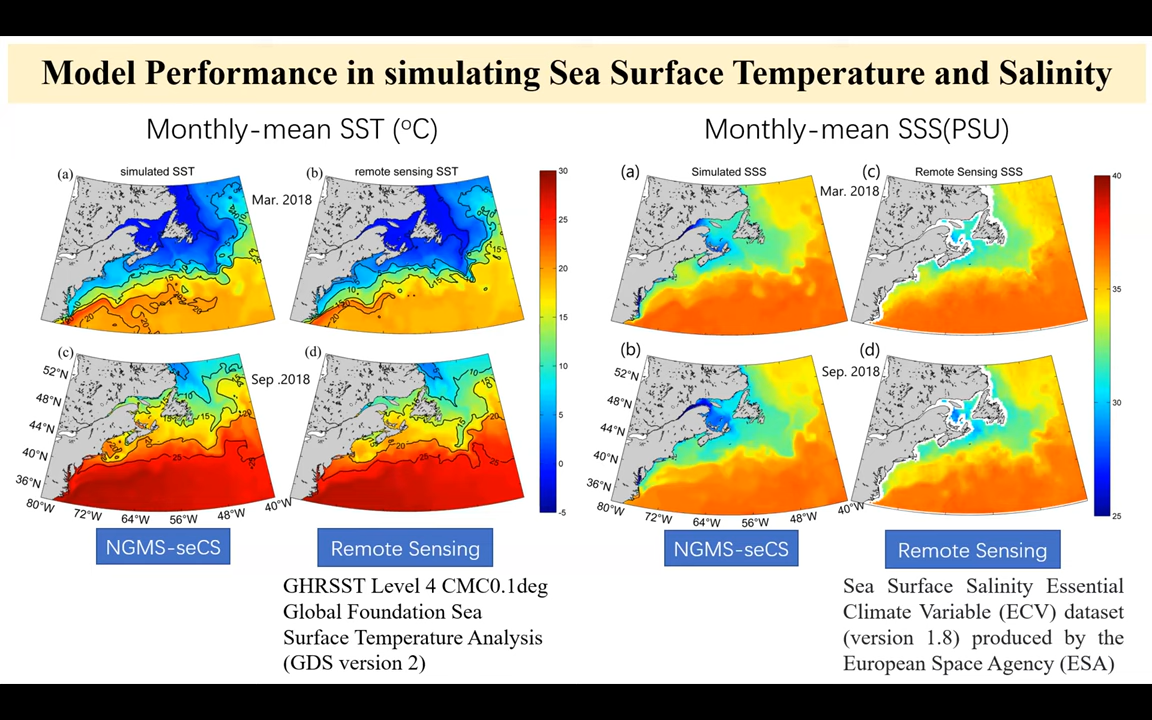 Model Performance in simulating Sea Surface Temperature and Salinity
Monthly-mean SST (°C)
Monthly-mean SSS(PSU)
(a)
simulated SST
(b)
remote sensing SST
Mar. 2018
30
25
20
15
10
5
0
-5
(c)
(d)
Sep .2018
52°N
48°N
44°N
40°N
36°N
80°W
72°W
64°W
56°W
48°W
40°W
(a)
Simulated SSS
(c)
Remote Sensing SSS
Mar. 2018
40
35
30
25
(b)
(d)
Sep. 2018
52°N
48°N
44°N
40°N
36°N
80°W
72°W
64°W
56°W
48°W
40°W
NGMS-seCS
Remote Sensing
NGMS-seCS
Remote Sensing
GHRSST Level 4 CMC0.1deg
Global Foundation Sea
Surface Temperature Analysis
(GDS version 2)
Sea Surface Salinity Essential
Climate Variable (ECV) dataset
(version 1.8) produced by the
European Space Agency (ESA)